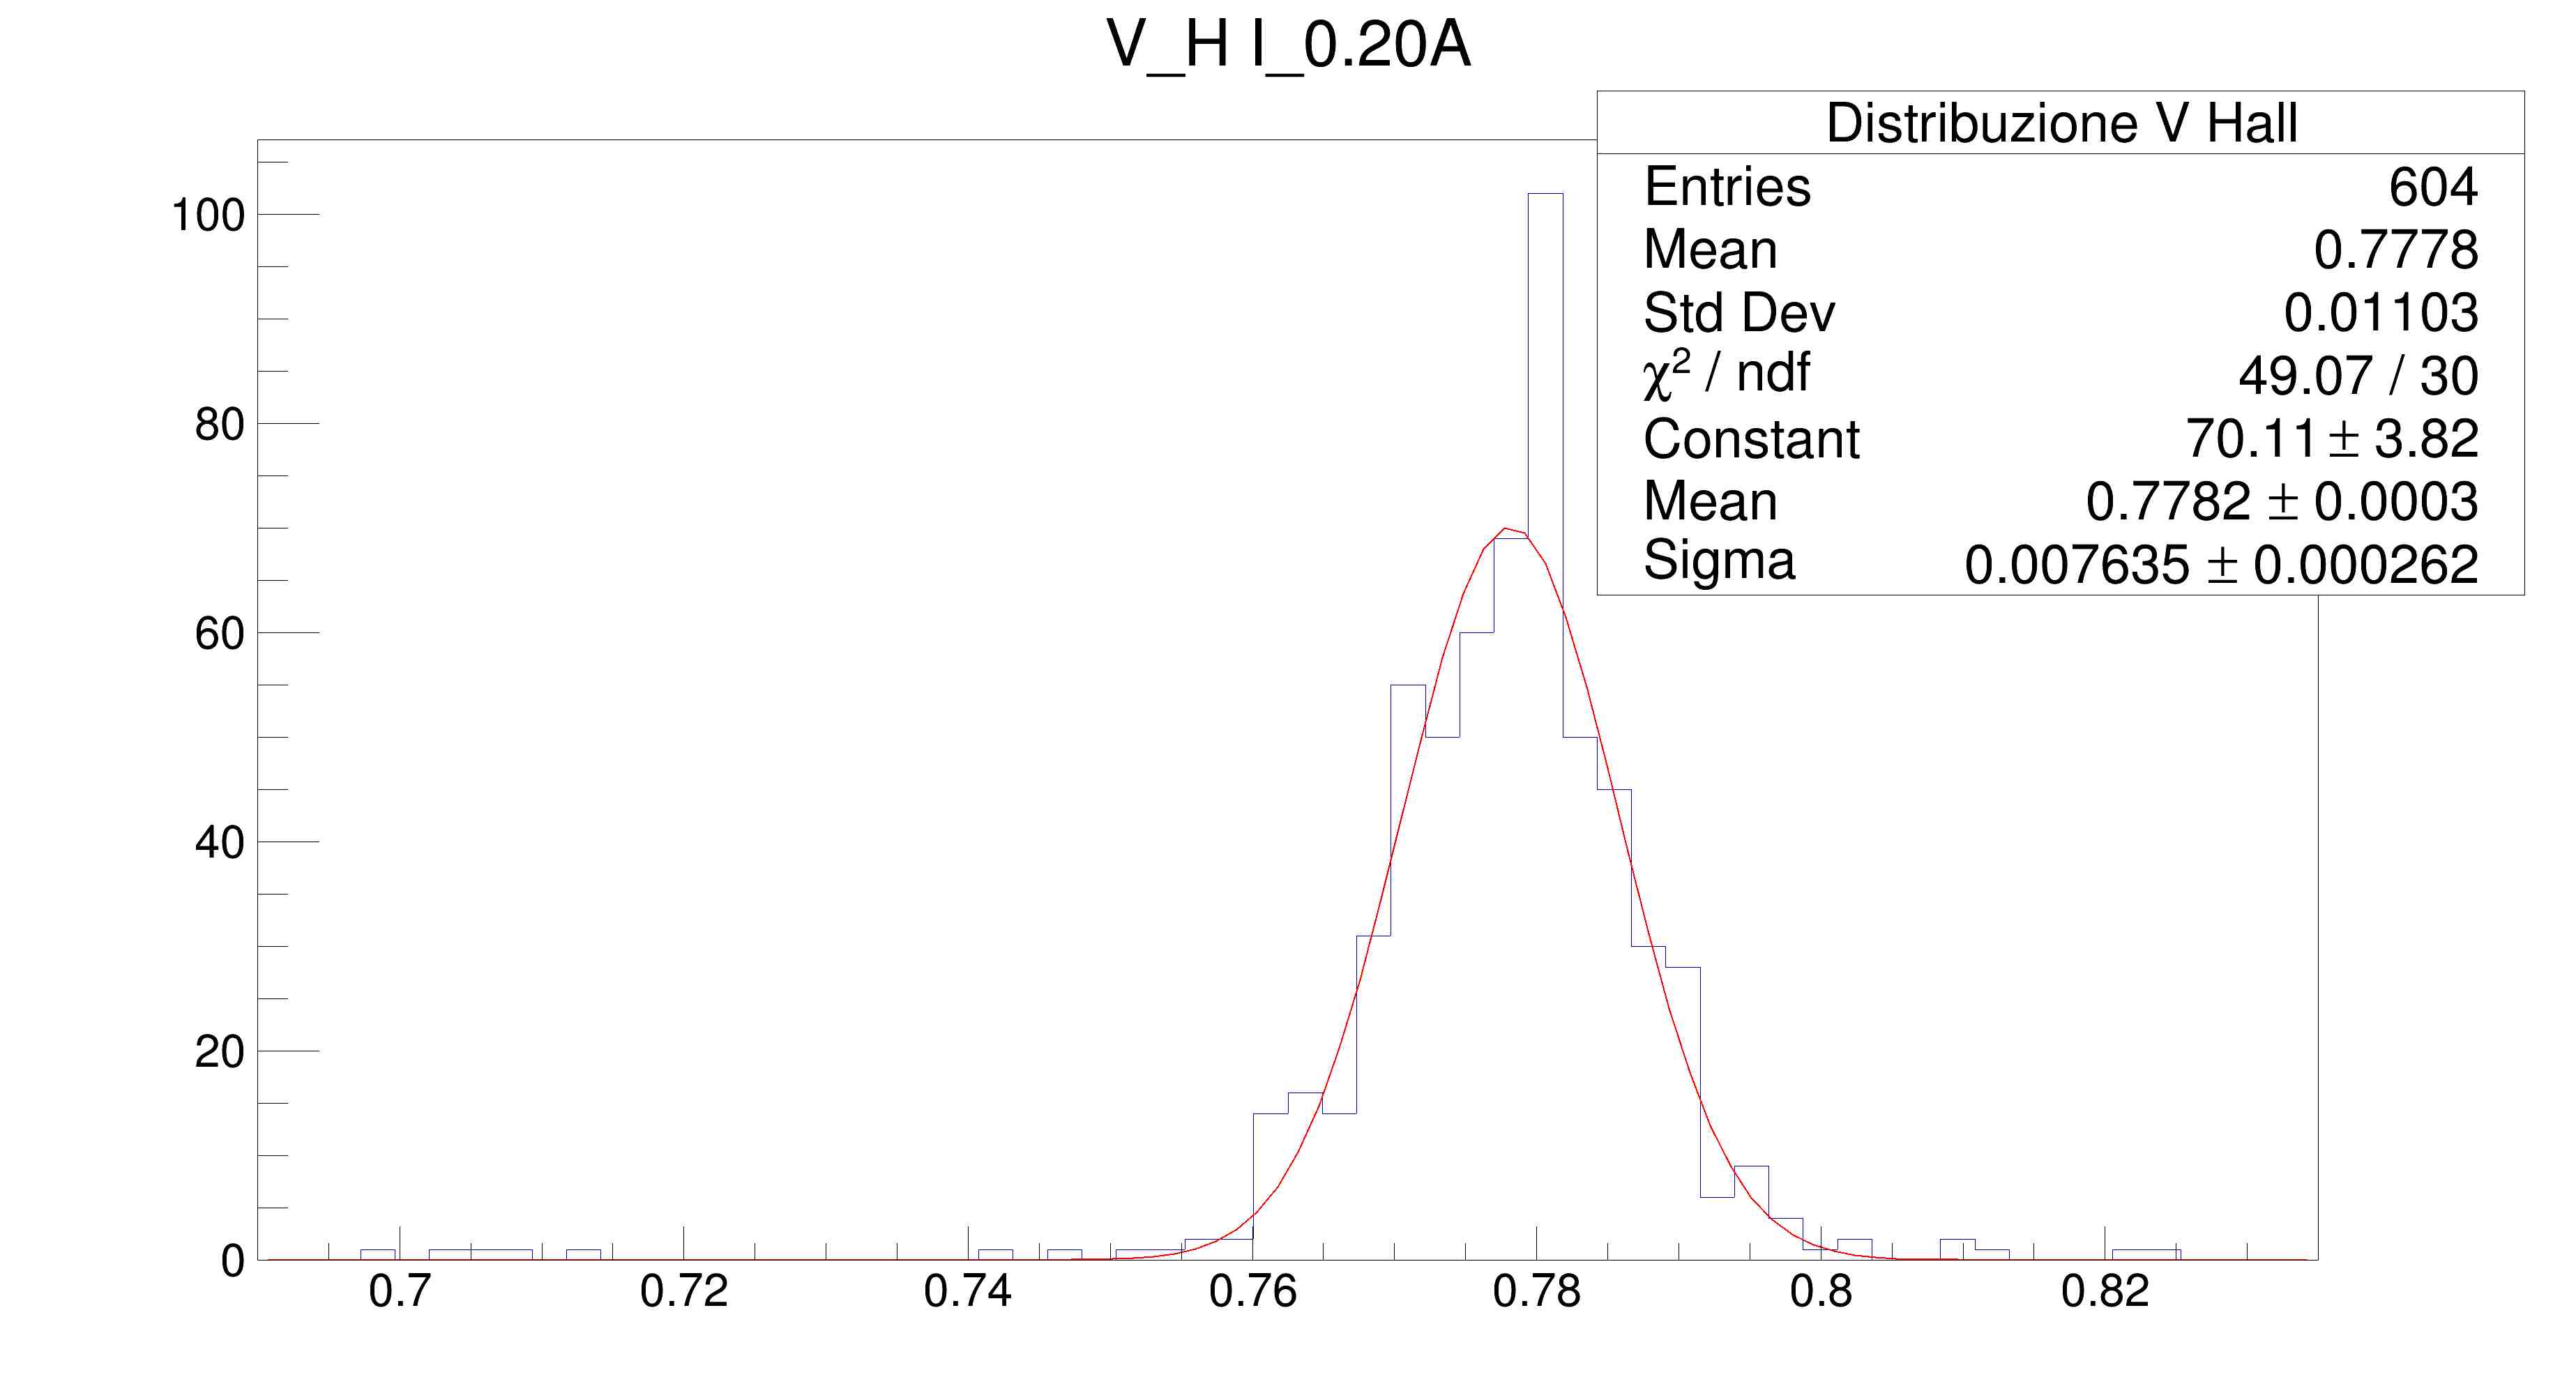 V_H I_0.20A
Distribuzione V Hall
Entries 604
Mean 0.7778
Std Dev 0.01103
χ² / ndf 49.07 / 30
Constant 70.11 ± 3.82
Mean 0.7782 ± 0.0003
Sigma 0.007635 ± 0.000262
100
80
60
40
20
0
0.7 0.72 0.74 0.76 0.78 0.8 0.82